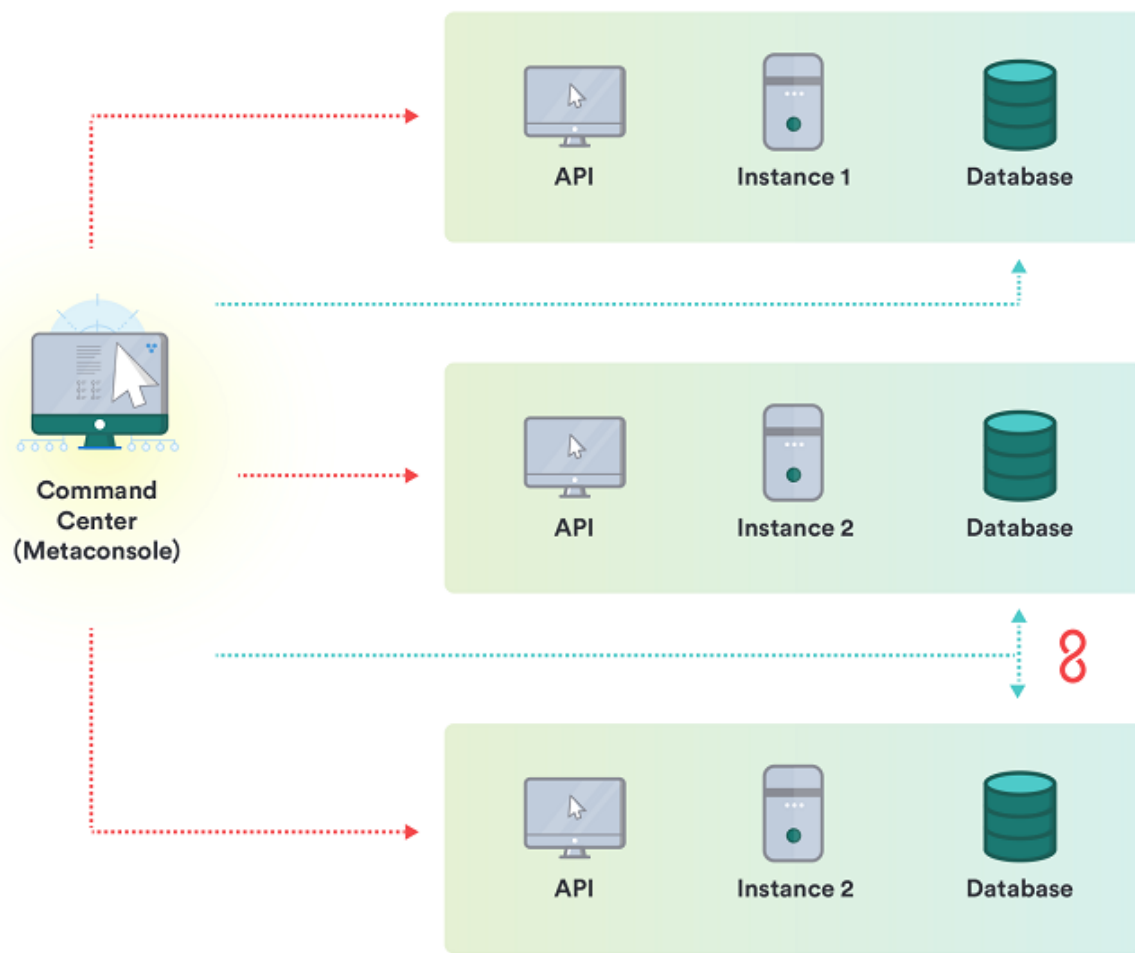 API
Instance 1
Database
Command
Center
(Metaconsole)
API
Instance 2
Database
API
Instance 2
Database